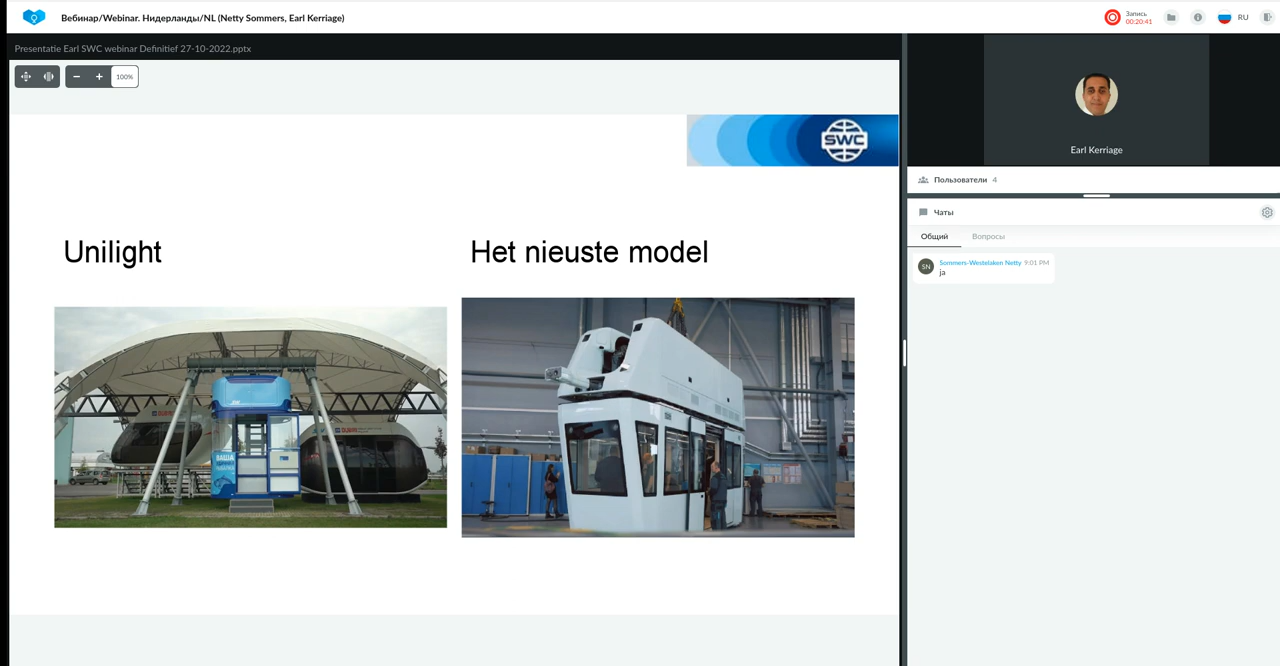 Вебинар/Webinar. Нидерланды/NL (Netty Sommers, Earl Kerriage)
Запись
00:20:41
RU
Presentatie Earl SWC webinar Definitief 27-10-2022.pptx
100%
SWC
Unilight
Het nieuste model
ВАША
Earl Kerriage
Пользователи 4
Чаты
Общий
Вопросы
SN
Sommers-Westelaken Netty 9:01 PM
ja